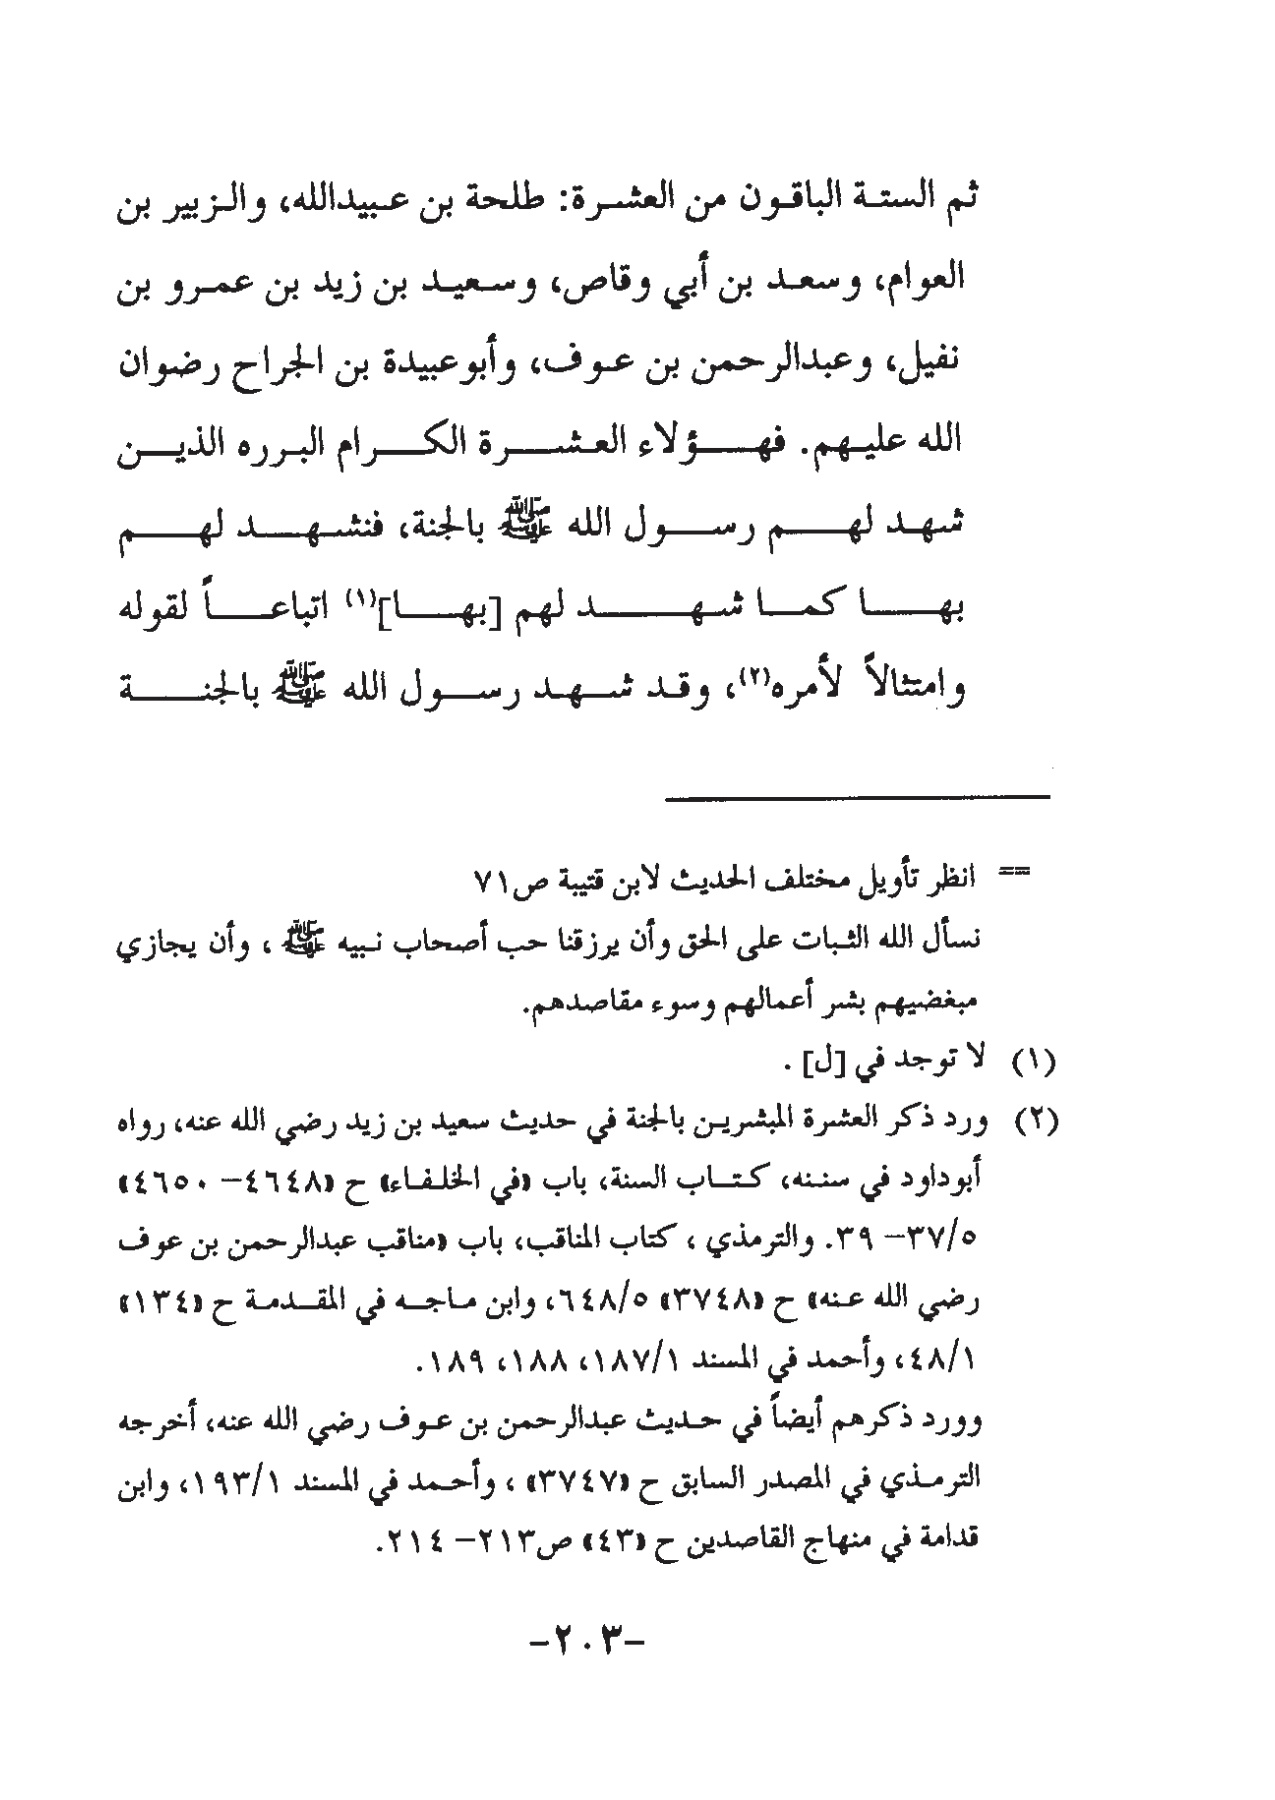 ثم الستة الباقون من العشرة: طلحة بن عبيدالله، والزبير بن
العوام، وسعد بن أبي وقاص، وسعيد بن زيد بن عمرو بن
نفيل، وعبدالرحمن بن عوف، وأبوعبيدة بن الجراح رضوان
الله عليهم. فهؤلاء العشرة الكرام البرره الذين
شهد لهم رسول الله ﷺ بالجنة، فنشهد لهم
بها كما شهد لهم [بها](١) اتباعاً لقوله
وامتثالاً لأمره(٢)، وقد شهد رسول الله ﷺ بالجنة
== انظر تأويل مختلف الحديث لابن قتيبة ص٧١
نسأل الله الثبات على الحق وأن يرزقنا حب أصحاب نبيه ﷺ ، وأن يجازي
مبغضيهم بشر أعمالهم وسوء مقاصدهم.
(١) لا توجد في [ل] .
(٢) ورد ذكر العشرة المبشرين بالجنة في حديث سعيد بن زيد رضي الله عنه، رواه
أبوداود في سننه، كتاب السنة، باب «في الخلفاء» ح «٤٦٤٨– ٤٦٥٠»
٣٧/٥– ٣٩. والترمذي ، كتاب المناقب، باب «مناقب عبدالرحمن بن عوف
رضي الله عنه» ح «٣٧٤٨» ٦٤٨/٥، وابن ماجه في المقدمة ح «١٣٤»
٤٨/١، وأحمد في المسند ١٨٧/١، ١٨٨، ١٨٩.
وورد ذكرهم أيضاً في حديث عبدالرحمن بن عوف رضي الله عنه، أخرجه
الترمذي في المصدر السابق ح «٣٧٤٧» ، وأحمد في المسند ١٩٣/١، وابن
قدامة في منهاج القاصدين ح «٤٣» ص٢١٣– ٢١٤.
–٢٠٣–